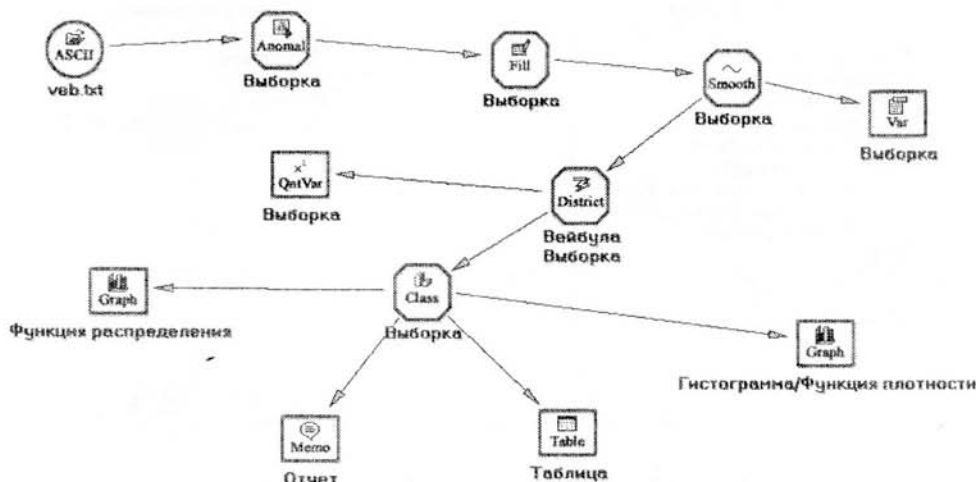 ASCII
veb.txt
Anomal
Выборка
Fill
Выборка
Smooth
Выборка
Var
Выборка
QntVar
Выборка
District
Вейбула
Выборка
Graph
Функция распределения
Class
Выборка
Graph
Гистограмма/Функция плотности
Memo
Отчет
Table
Таблица